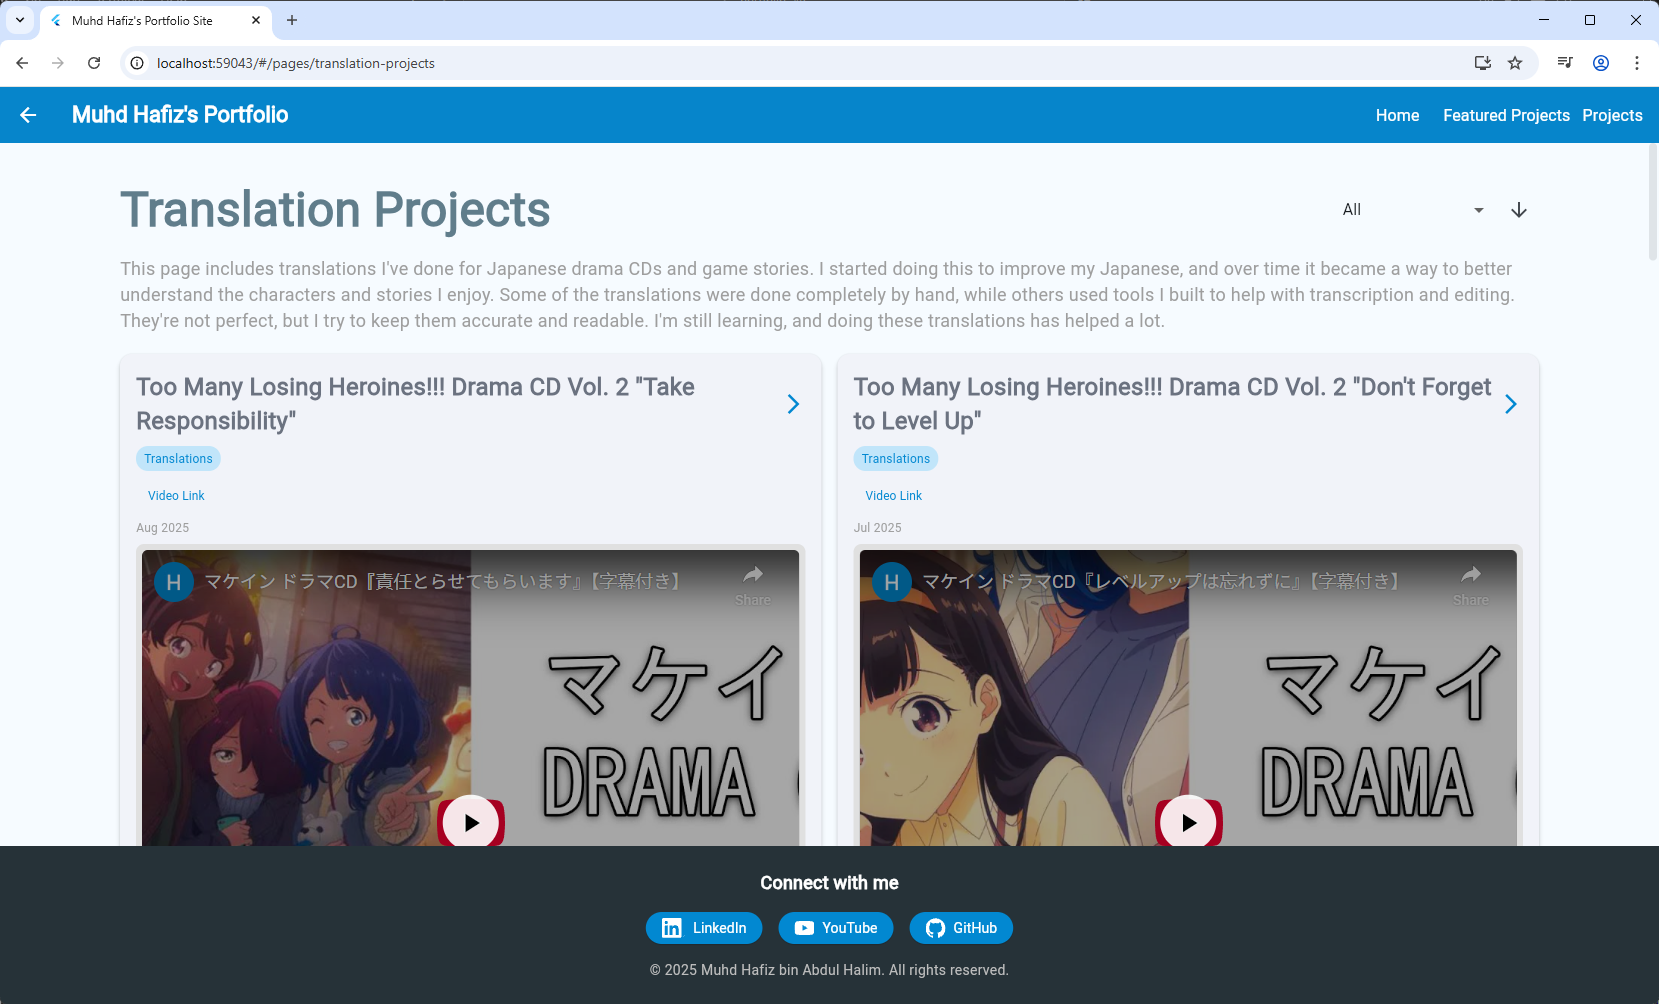 Muhd Hafiz's Portfolio Site
localhost:59043/#/pages/translation-projects
Muhd Hafiz's Portfolio
Home Featured Projects Projects
Translation Projects
All
This page includes translations I've done for Japanese drama CDs and game stories. I started doing this to improve my Japanese, and over time it became a way to better
understand the characters and stories I enjoy. Some of the translations were done completely by hand, while others used tools I built to help with transcription and editing.
They're not perfect, but I try to keep them accurate and readable. I'm still learning, and doing these translations has helped a lot.
Too Many Losing Heroines!!! Drama CD Vol. 2 "Take
Responsibility"
Translations
Video Link
Aug 2025
H マケイン ドラマCD『責任とらせてもらいます』【字幕付き】
Share
マケイ
DRAMA
Too Many Losing Heroines!!! Drama CD Vol. 2 "Don't Forget
to Level Up"
Translations
Video Link
Jul 2025
H マケイン ドラマCD『レベルアップは忘れずに』【字幕付き】
Share
マケイ
DRAMA
Connect with me
LinkedIn YouTube GitHub
© 2025 Muhd Hafiz bin Abdul Halim. All rights reserved.